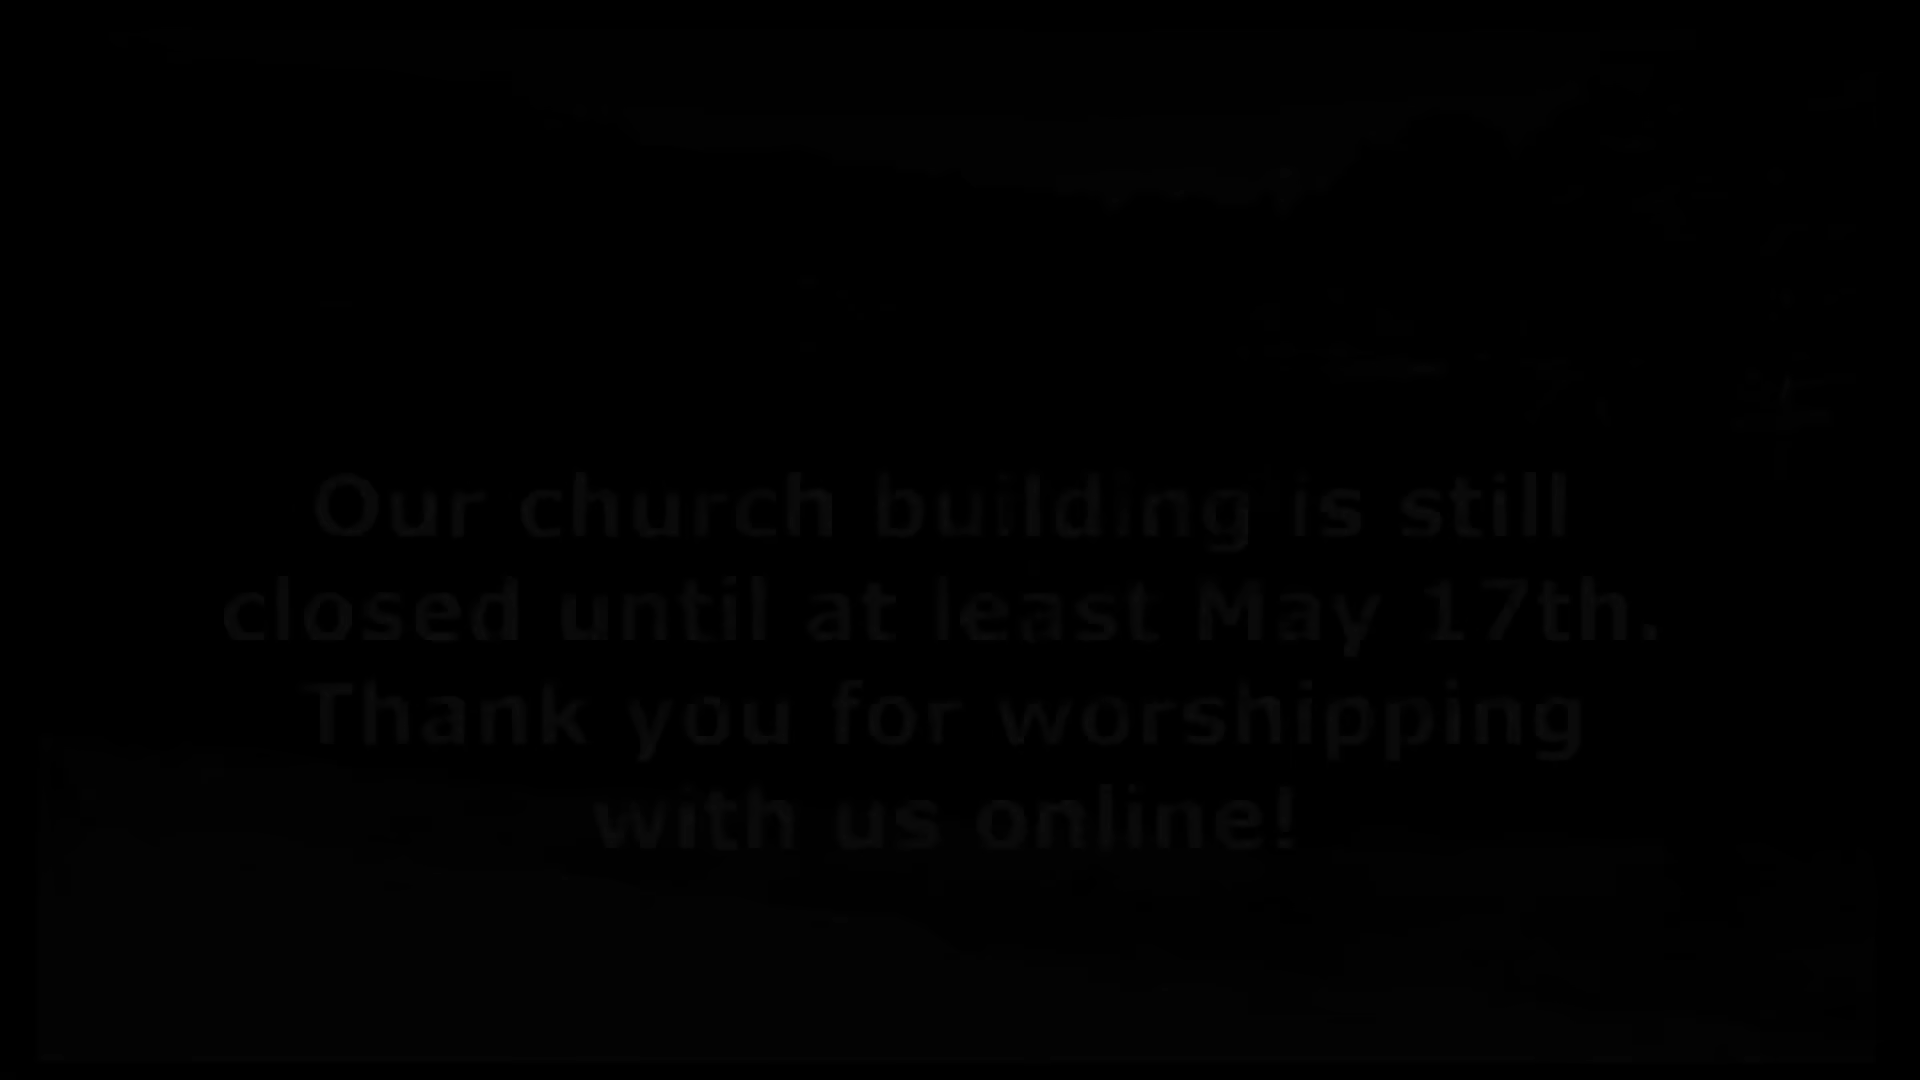 Our church building is still
closed until at least May 17th.
Thank you for worshipping
with us online!